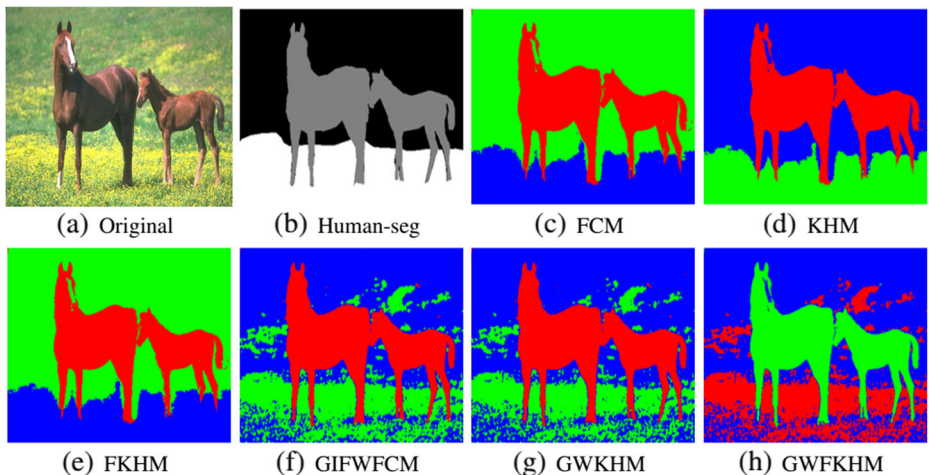 (a) Original
(b) Human-seg
(c) FCM
(d) KHM
(e) FKHM
(f) GIFWFCM
(g) GWKHM
(h) GWFKHM